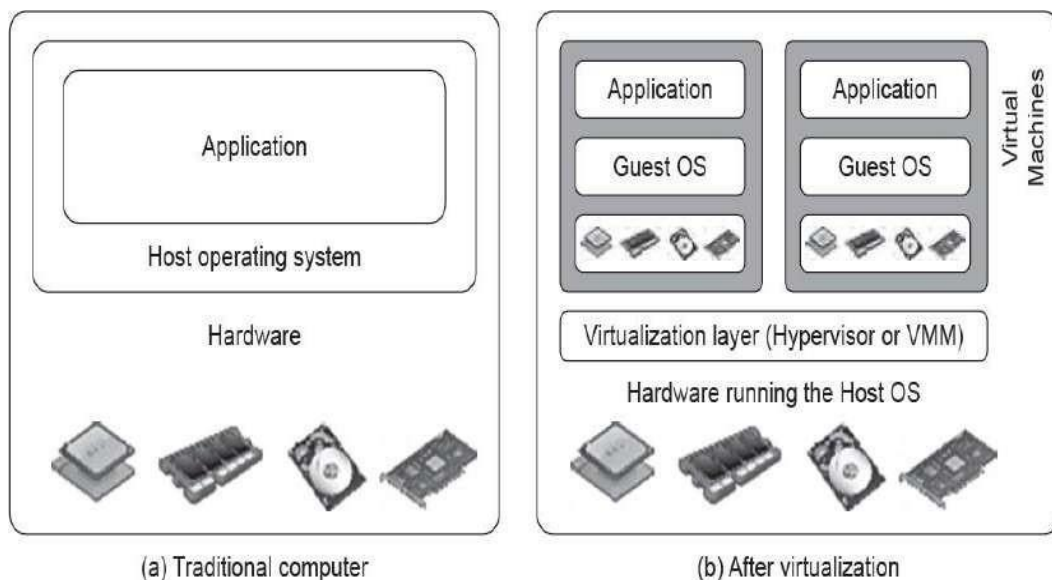 Application
Host operating system
Hardware
(a) Traditional computer
Application
Guest OS
Application
Guest OS
Virtual
Machines
Virtualization layer (Hypervisor or VMM)
Hardware running the Host OS
(b) After virtualization